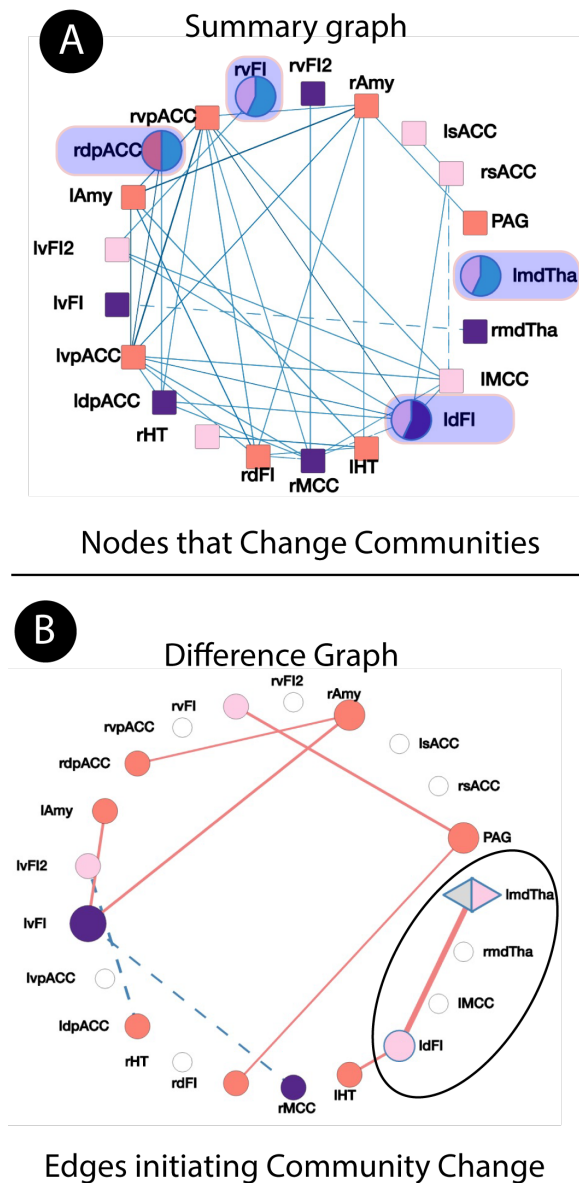 A
Summary graph
rvFI
rvFI2
rAmy
rvpACC
lsACC
rdpACC
rsACC
lAmy
PAG
lvFI2
lmdTha
lvFI
rmdTha
lvpACC
lMCC
ldpACC
ldFI
rHT
rdFI
rMCC
lHT
Nodes that Change Communities
B
Difference Graph
rvFI2
rvFI
rAmy
rvpACC
lsACC
rdpACC
rsACC
lAmy
PAG
lvFI2
lmdTha
lvFI
rmdTha
lvpACC
lMCC
ldpACC
ldFI
rHT
rdFI
lHT
rMCC
Edges initiating Community Change